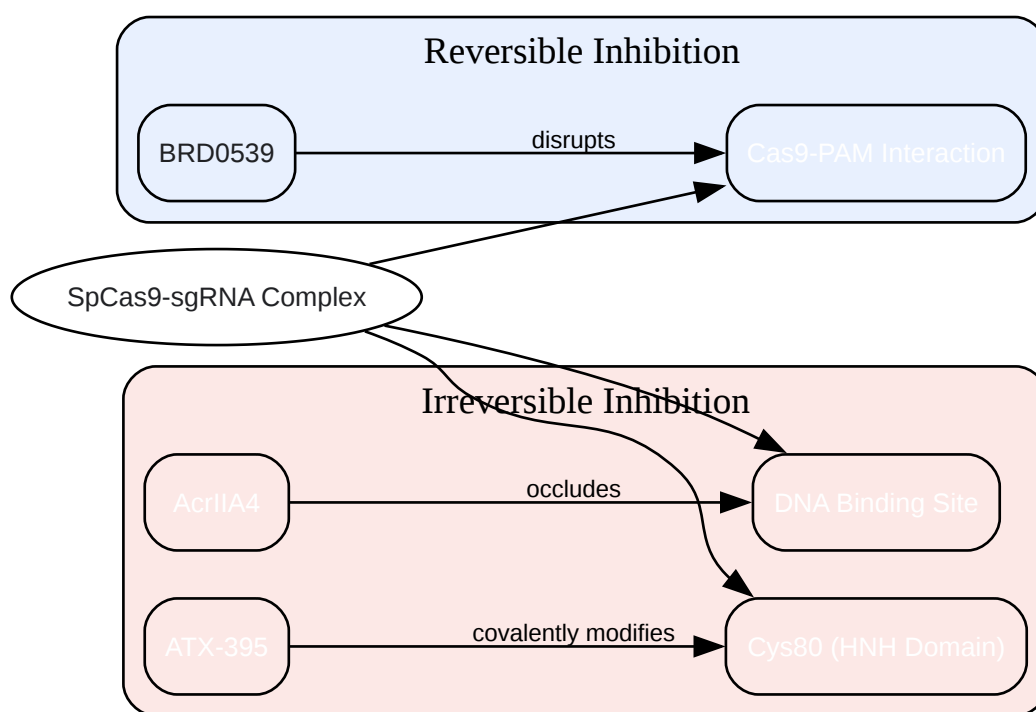 Reversible Inhibition
BRD0539
disrupts
Cas9-PAM Interaction
SpCas9-sgRNA Complex
Irreversible Inhibition
AcrIIA4
occludes
DNA Binding Site
ATX-395
covalently modifies
Cys80 (HNH Domain)